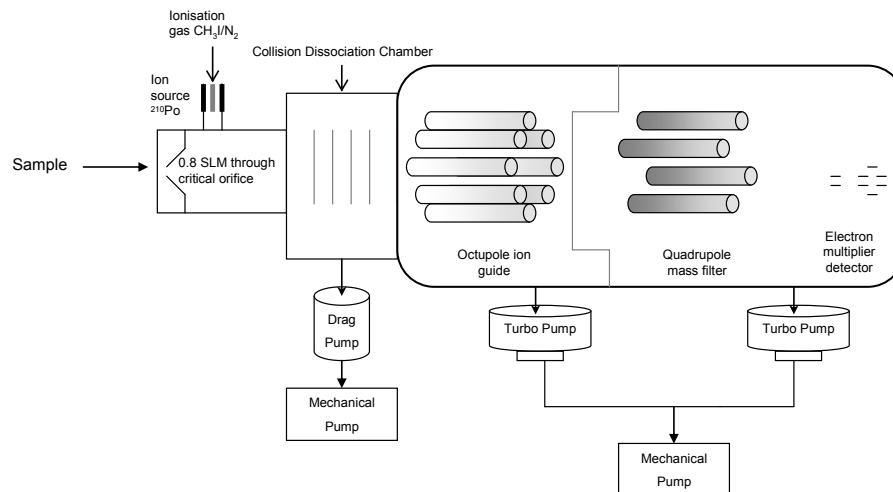 Ionisation
gas CH₃I/N₂
Collision Dissociation Chamber
Ion
source
²¹⁰Po
Sample
0.8 SLM through
critical orifice
Octupole ion
guide
Quadrupole
mass filter
Electron
multiplier
detector
Drag
Pump
Turbo Pump
Turbo Pump
Mechanical
Pump
Mechanical
Pump